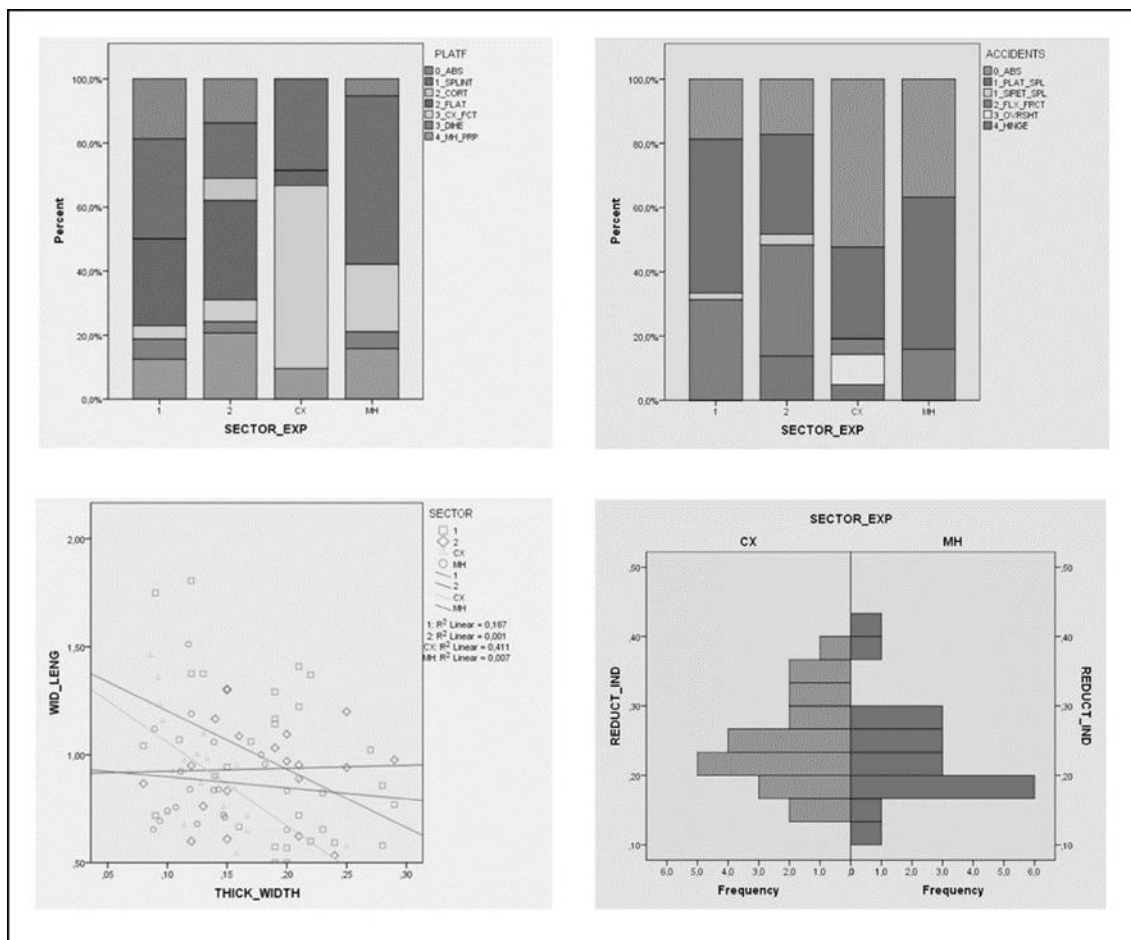 PLATF
0_ABS
1_SPLINT
2_CORT
2_FLAT
3_CX_FCT
3_DIHE
4_MH_PRP
100,0%
80,0%
60,0%
40,0%
20,0%
0,0%
Percent
1 2 CX MH
SECTOR_EXP
ACCIDENTS
0_ABS
1_PLAT_SPL
1_SIRET_SPL
2_FLX_FRCT
3_OVRSHT
4_HINGE
100,0%
80,0%
60,0%
40,0%
20,0%
0,0%
Percent
1 2 CX MH
SECTOR_EXP
SECTOR
1
2
CX
MH
1
2
CX
MH
1: R² Linear = 0,187
2: R² Linear = 0,001
CX: R² Linear = 0,411
MH: R² Linear = 0,007
2,00
1,50
1,00
,50
WID_LENG
,05 ,10 ,15 ,20 ,25 ,30
THICK_WIDTH
SECTOR_EXP
CX MH
,50 ,50
,40 ,40
,30 ,30
,20 ,20
,10 ,10
REDUCT_IND REDUCT_IND
6,0 5,0 4,0 3,0 2,0 1,0 ,0 1,0 2,0 3,0 4,0 5,0 6,0
Frequency Frequency